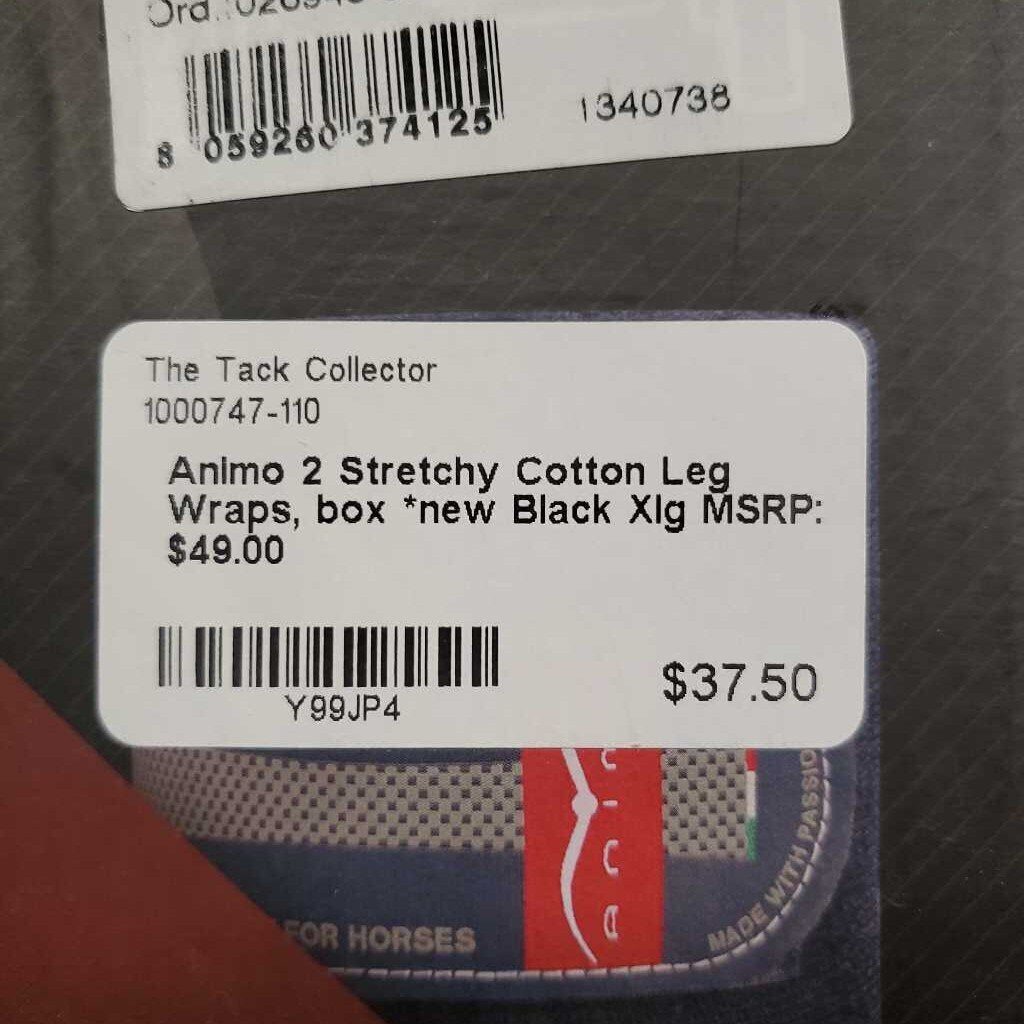 Ord.
8 059260 374125
1340738
The Tack Collector
1000747-110
Animo 2 Stretchy Cotton Leg
Wraps, box *new Black Xlg MSRP:
$49.00
Y99JP4
$37.50
FOR HORSES
MADE WITH PASSIO